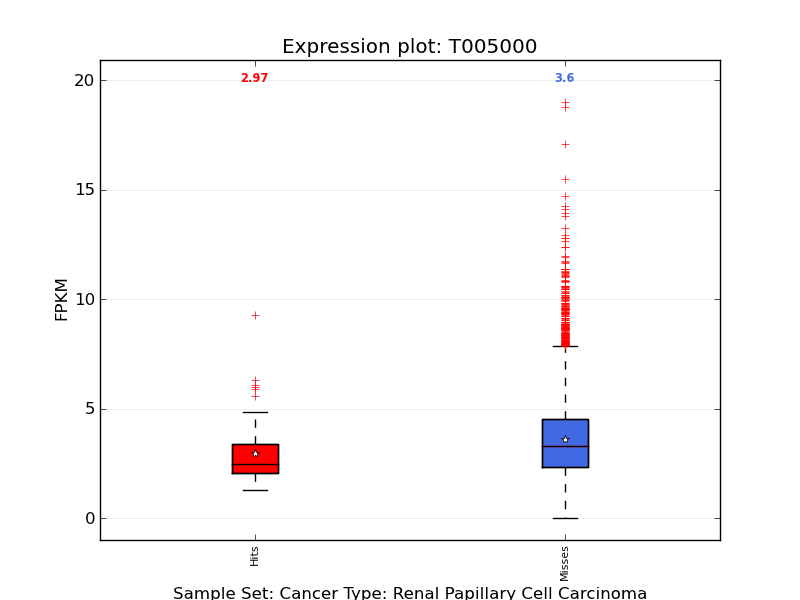 Expression plot: T005000
2.97
3.6
20
15
10
5
0
FPKM
Hits
Misses
Sample Set: Cancer Type: Renal Papillary Cell Carcinoma